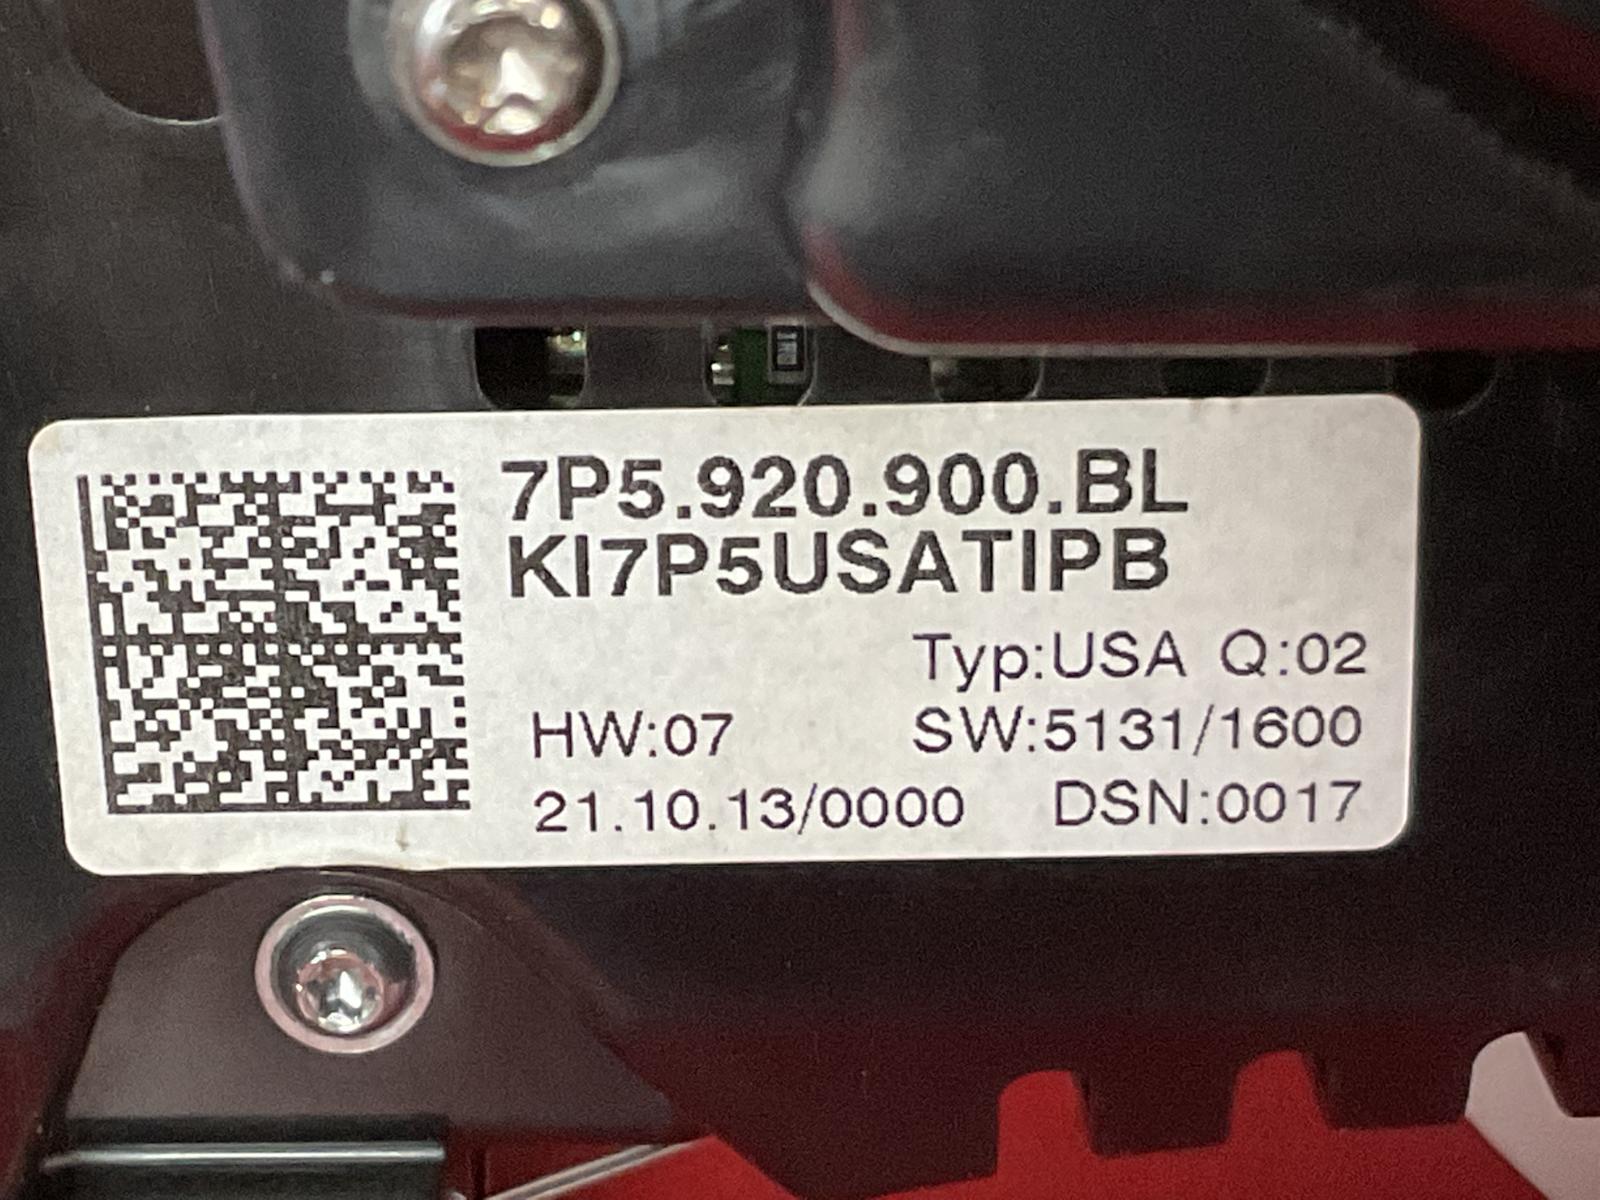 7P5.920.900.BL
KI7P5USATIPB
Typ:USA Q:02
HW:07 SW:5131/1600
21.10.13/0000 DSN:0017